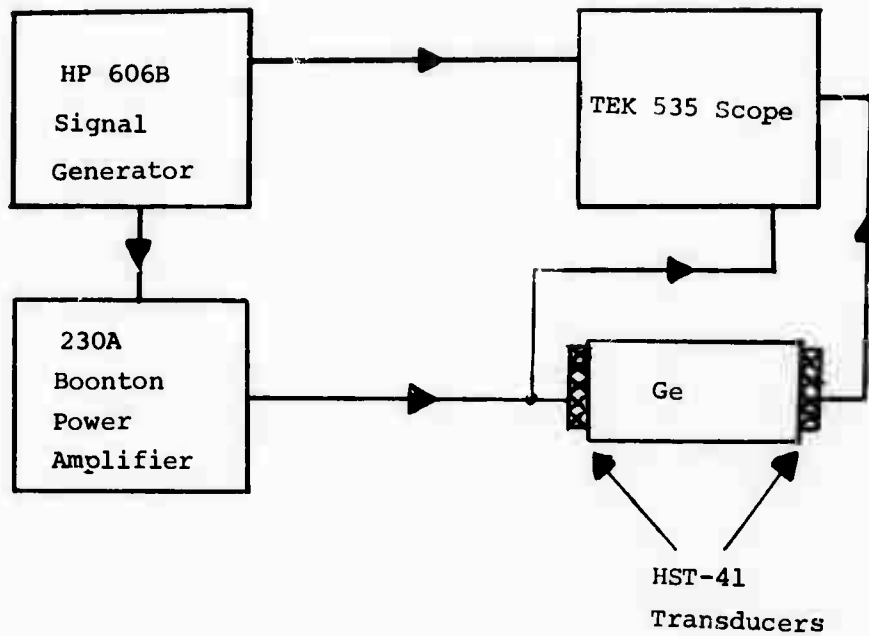 HP 606B
Signal
Generator
TEK 535 Scope
230A
Boonton
Power
Amplifier
Ge
HST-41
Transducers